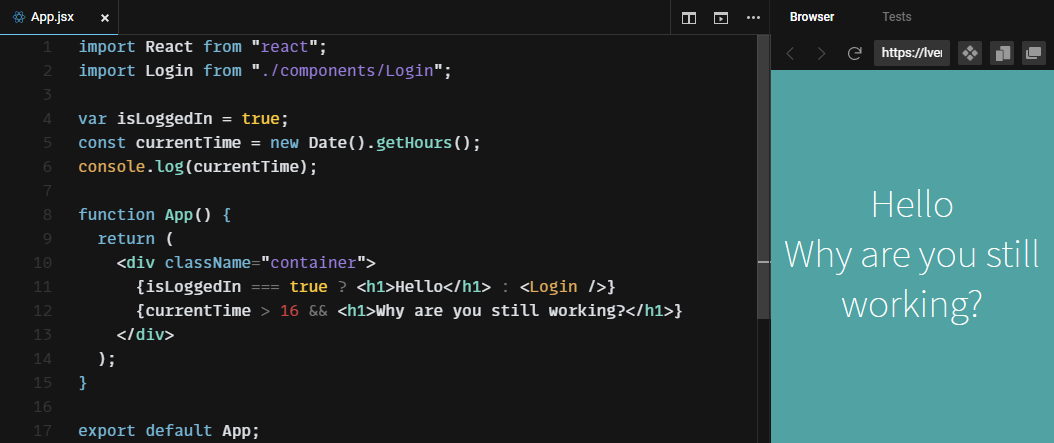 App.jsx
1 import React from "react";
2 import Login from "./components/Login";
3
4 var isLoggedIn = true;
5 const currentTime = new Date().getHours();
6 console.log(currentTime);
7
8 function App() {
9   return (
10     <div className="container">
11       {isLoggedIn === true ? <h1>Hello</h1> : <Login />}
12       {currentTime > 16 && <h1>Why are you still working?</h1>}
13     </div>
14   );
15 }
16
17 export default App;
Browser Tests
https://lver
Hello
Why are you still
working?